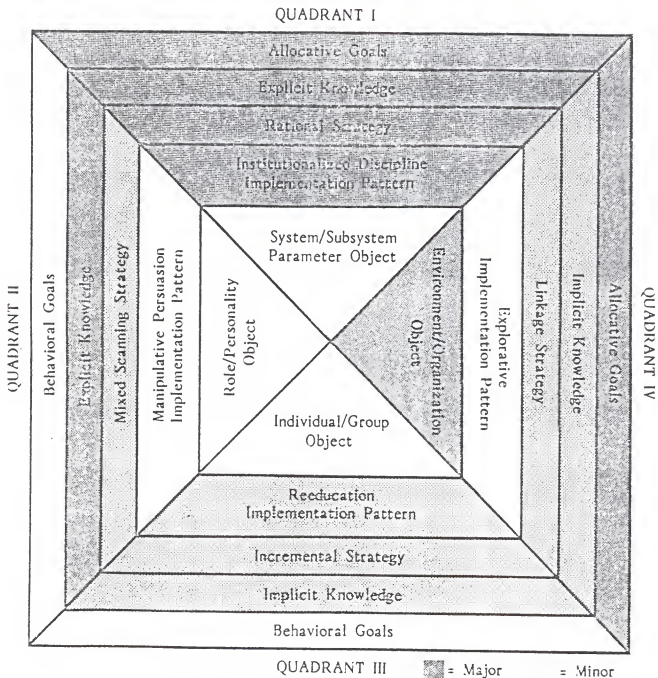 QUADRANT I
Allocative Goals
Explicit Knowledge
Rational Strategy
Institutionalized Discipline
Implementation Pattern
System/Subsystem
Parameter Object
QUADRANT II
Behavioral Goals
Explicit Knowledge
Mixed Scanning Strategy
Manipulative Persuasion
Implementation Pattern
Role/Personality
Object
Environment/Organization
Object
Explorative
Implementation Pattern
Linkage Strategy
Implicit Knowledge
Allocative Goals
QUADRANT IV
Individual/Group
Object
Reeducation
Implementation Pattern
Incremental Strategy
Implicit Knowledge
Behavioral Goals
QUADRANT III
= Major
= Minor